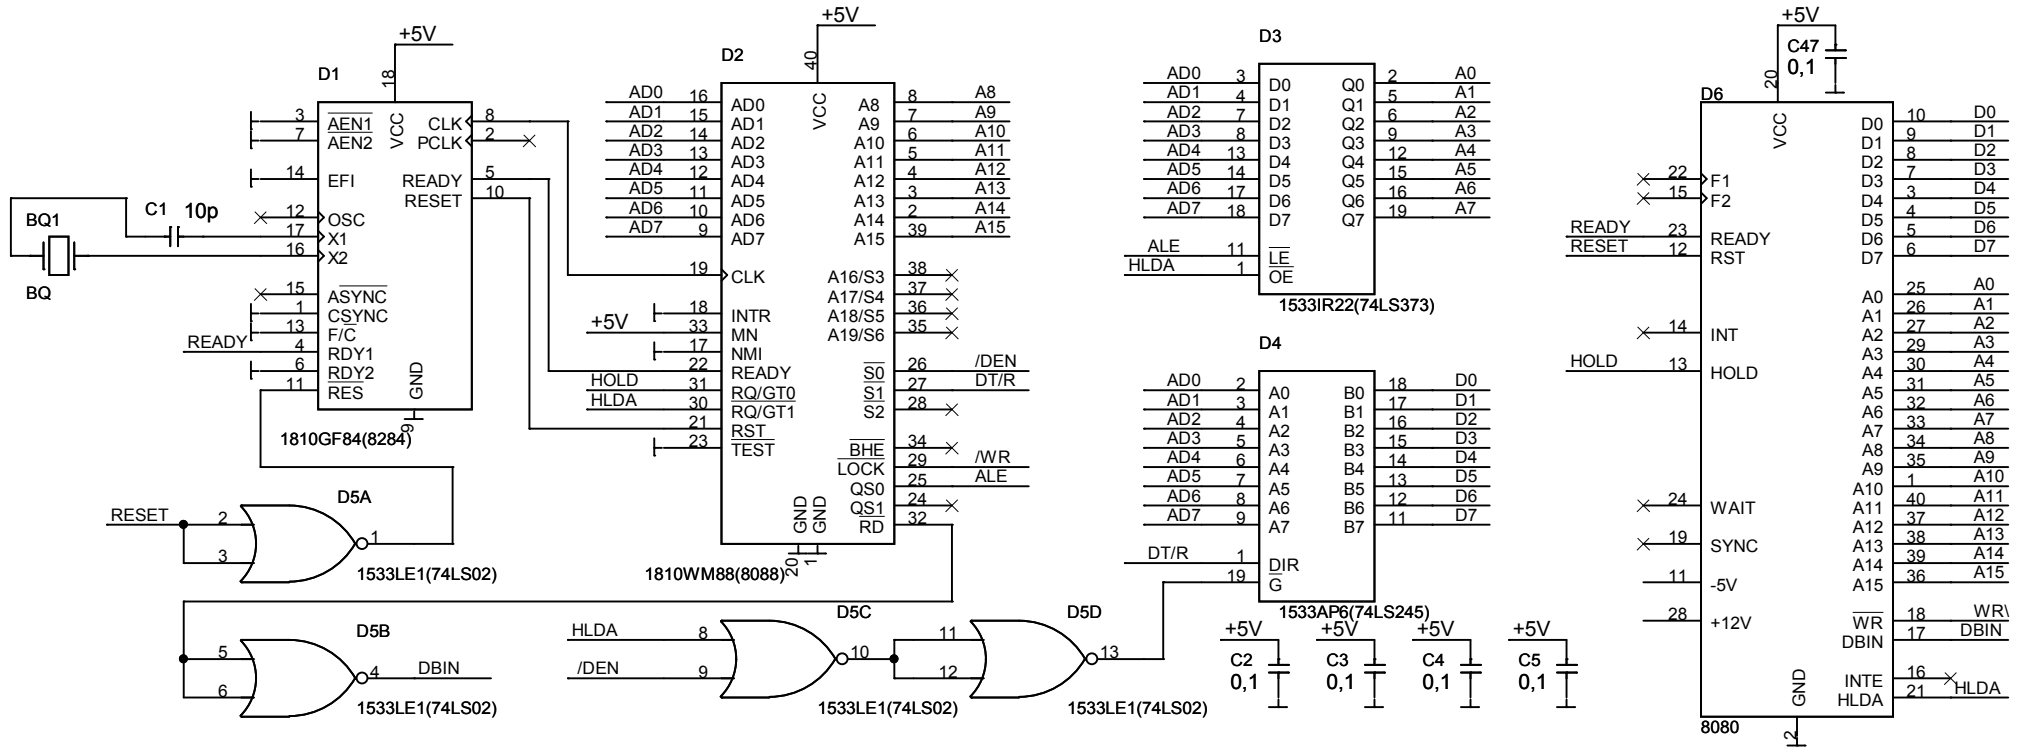 D1
+5V
18
VCC
3 AEN1
7 AEN2
14 EFI
12 OSC
17 X1
16 X2
15 ASYNC
1 CSYNC
13 F/C
READY 4 RDY1
6 RDY2
11 RES
CLK 8
PCLK 2
READY 5
RESET 10
GND
9
1810GF84(8284)
C1 10p
BQ1
BQ
D2
+5V
40
VCC
AD0 16 AD0
AD1 15 AD1
AD2 14 AD2
AD3 13 AD3
AD4 12 AD4
AD5 11 AD5
AD6 10 AD6
AD7 9 AD7
19 CLK
18 INTR
+5V 33 MN
17 NMI
22 READY
HOLD 31 RQ/GT0
HLDA 30 RQ/GT1
21 RST
23 TEST
A8 8 A8
A9 7 A9
A10 6 A10
A11 5 A11
A12 4 A12
A13 3 A13
A14 2 A14
A15 39 A15
A16/S3 38
A17/S4 37
A18/S5 36
A19/S6 35
S0 26 /DEN
S1 27 DT/R
S2 28
BHE 34
LOCK 29 /WR
QS0 25 ALE
QS1 24
RD 32
GND GND
20 1
1810WM88(8088)
D3
AD0 3 D0 Q0 2 A0
AD1 4 D1 Q1 5 A1
AD2 7 D2 Q2 6 A2
AD3 8 D3 Q3 9 A3
AD4 13 D4 Q4 12 A4
AD5 14 D5 Q5 15 A5
AD6 17 D6 Q6 16 A6
AD7 18 D7 Q7 19 A7
ALE 11 LE
HLDA 1 OE
1533IR22(74LS373)
D4
AD0 2 A0 B0 18 D0
AD1 3 A1 B1 17 D1
AD2 4 A2 B2 16 D2
AD3 5 A3 B3 15 D3
AD4 6 A4 B4 14 D4
AD5 7 A5 B5 13 D5
AD6 8 A6 B6 12 D6
AD7 9 A7 B7 11 D7
DT/R 1 DIR
19 G
1533AP6(74LS245)
D5A
RESET 2 1
3
1533LE1(74LS02)
D5B
5
6
4 DBIN
1533LE1(74LS02)
D5C
HLDA 8
/DEN 9
10
1533LE1(74LS02)
D5D
11
12
13
1533LE1(74LS02)
+5V +5V +5V +5V
C2 C3 C4 C5
0,1 0,1 0,1 0,1
+5V
C47
0,1
20
D6
VCC
22 F1
15 F2
READY 23 READY
RESET 12 RST
14 INT
HOLD 13 HOLD
24 WAIT
19 SYNC
11 -5V
28 +12V
D0 10 D0
D1 9 D1
D2 8 D2
D3 7 D3
D4 3 D4
D5 4 D5
D6 5 D6
D7 6 D7
A0 25 A0
A1 26 A1
A2 27 A2
A3 29 A3
A4 30 A4
A5 31 A5
A6 32 A6
A7 33 A7
A8 34 A8
A9 35 A9
A10 1 A10
A11 40 A11
A12 37 A12
A13 38 A13
A14 39 A14
A15 36 A15
WR 18 WR\
DBIN 17 DBIN
INTE 16
HLDA 21 HLDA
GND
2
8080